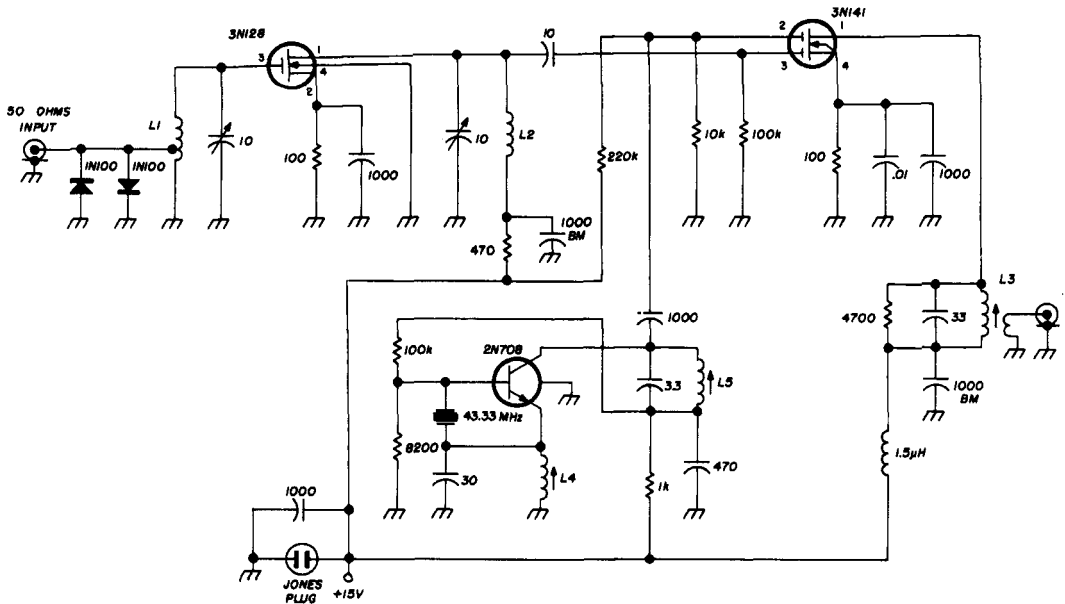 3N128
3N141
1
2
3
4
2
1
2
3
4
50 OHMS
INPUT
L1
10
1N100
1N100
100
1000
10
L2
10
220k
10k
100k
100
.01
1000
470
1000
BM
L3
4700
33
1000
BM
1000
100k
2N708
3.3
L5
43.33 MHz
8200
30
L4
1k
470
1.5μH
1000
JONES
PLUG
+15V